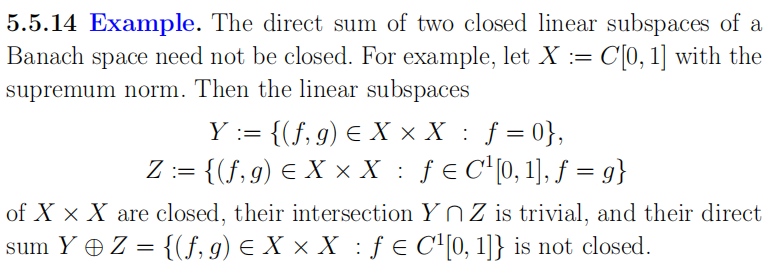 5.5.14 Example. The direct sum of two closed linear subspaces of a
Banach space need not be closed. For example, let X := C[0, 1] with the
supremum norm. Then the linear subspaces
Y := {(f, g) ∈ X × X : f = 0},
Z := {(f, g) ∈ X × X : f ∈ C¹[0, 1], f = g}
of X × X are closed, their intersection Y ∩ Z is trivial, and their direct
sum Y ⊕ Z = {(f, g) ∈ X × X : f ∈ C¹[0, 1]} is not closed.